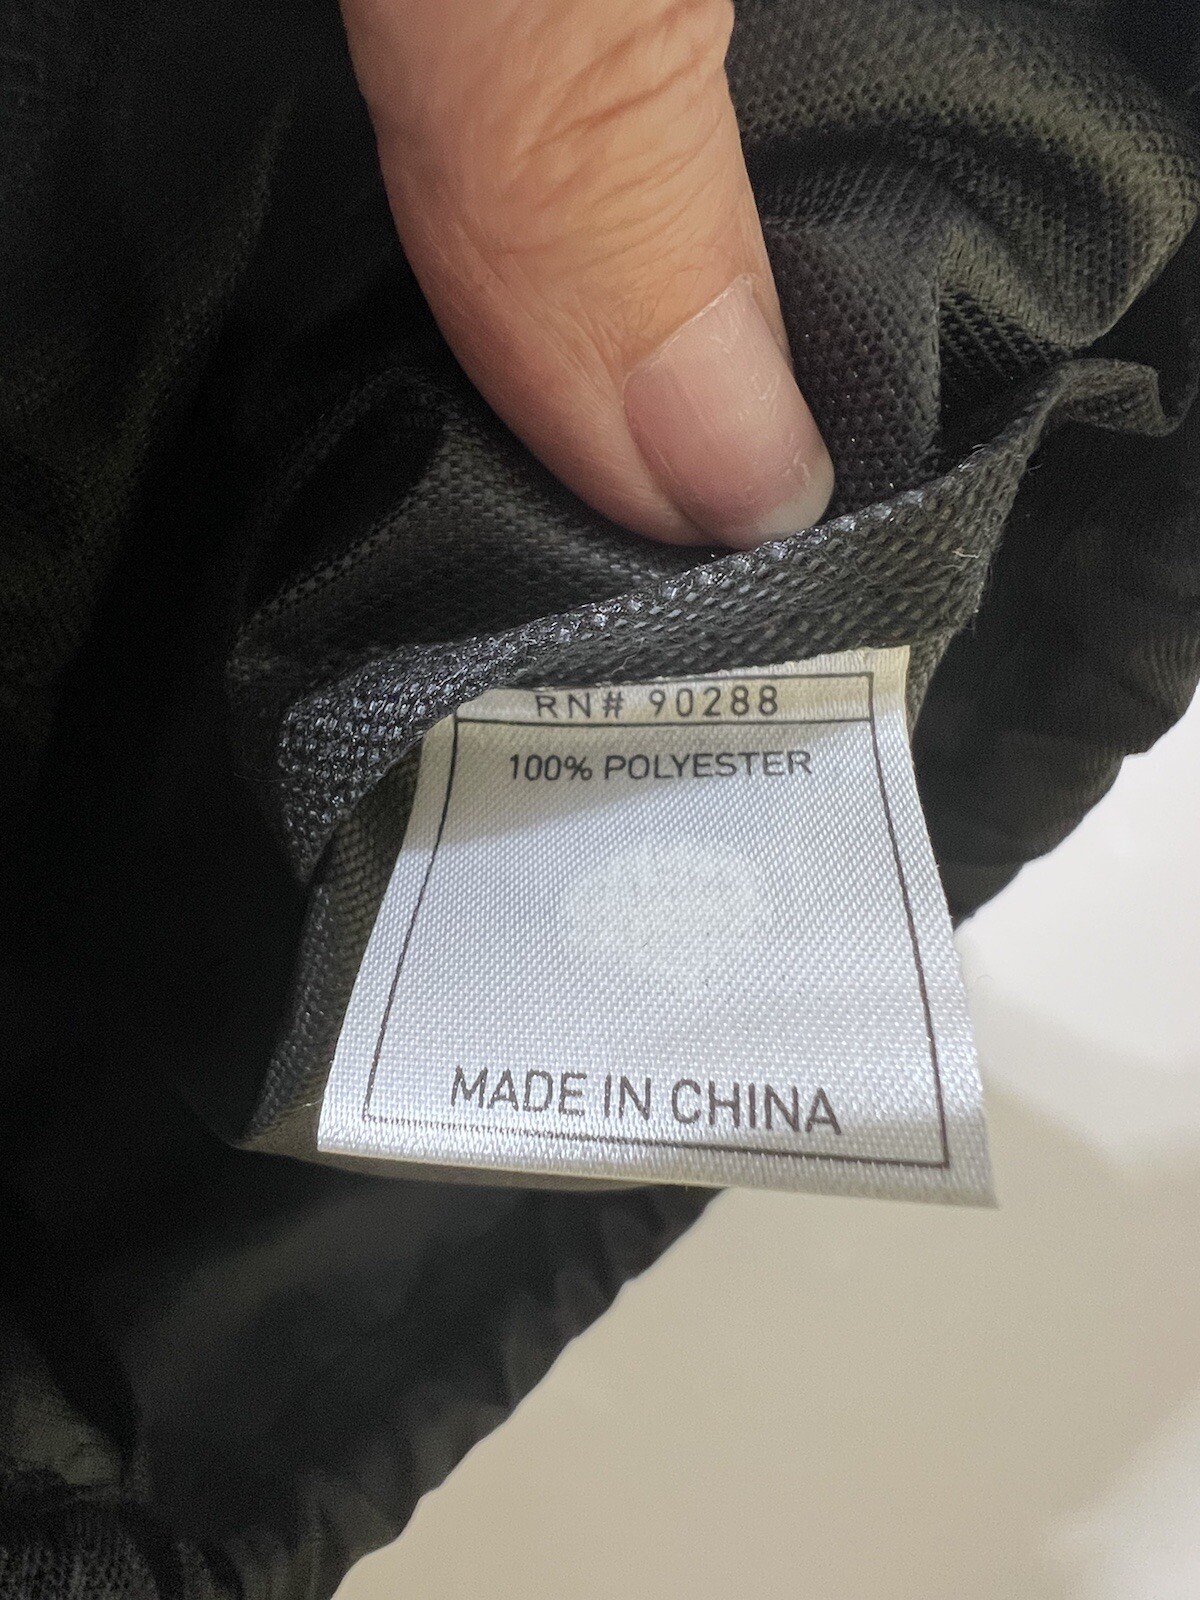 RN# 90288
100% POLYESTER
MADE IN CHINA